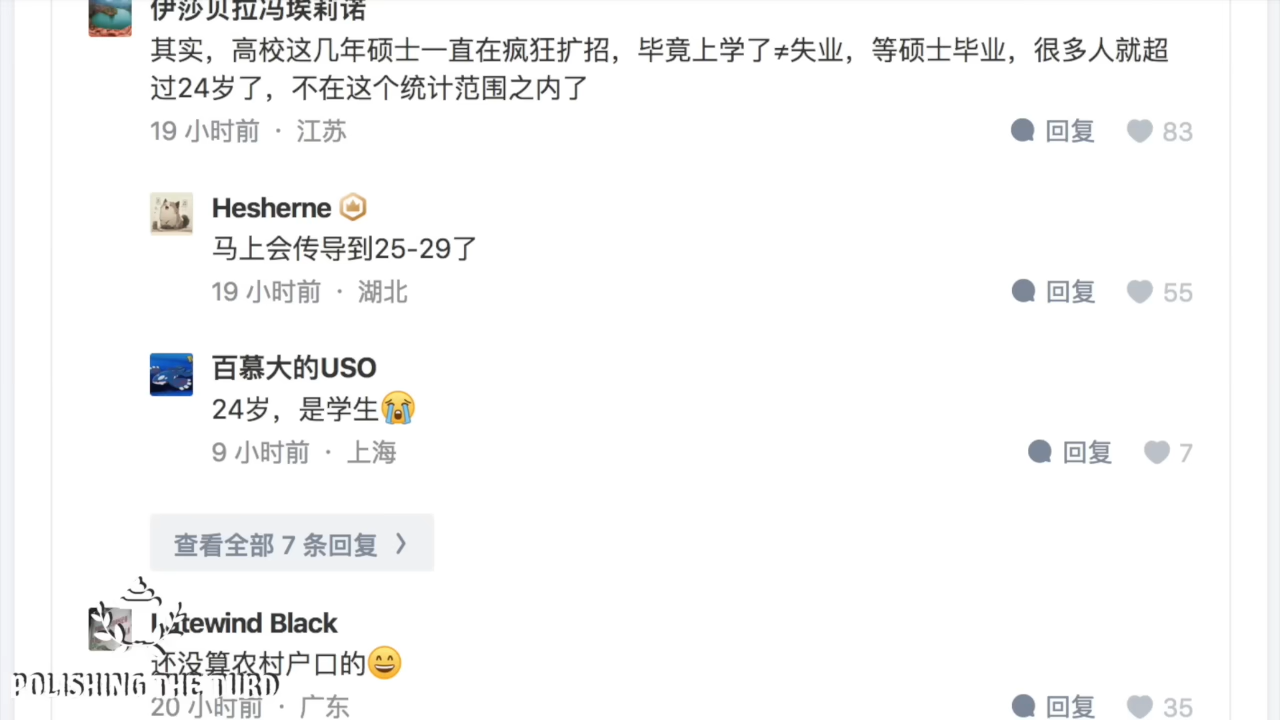 伊莎贝拉冯埃莉诺
其实，高校这几年硕士一直在疯狂扩招，毕竟上学了≠失业，等硕士毕业，很多人就超
过24岁了，不在这个统计范围之内了
19 小时前 · 江苏
回复 83
Hesherne
马上会传导到25-29了
19 小时前 · 湖北
回复 55
百慕大的USO
24岁，是学生😭
9 小时前 · 上海
回复 7
查看全部 7 条回复 >
Black
还没算农村户口的😄
POLISHING THE TURD
20 小时前 · 广东
回复 35